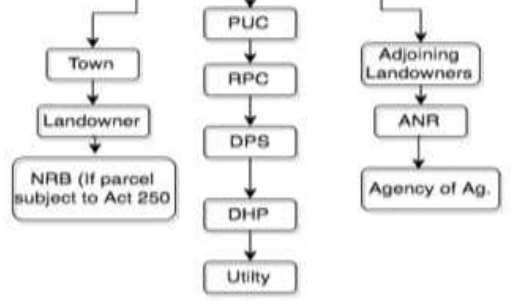 PUC
Town
RPC
Adjoining
Landowners
Landowner
DPS
ANR
NRB (If parcel
subject to Act 250
Agency of Ag.
DHP
Utilty